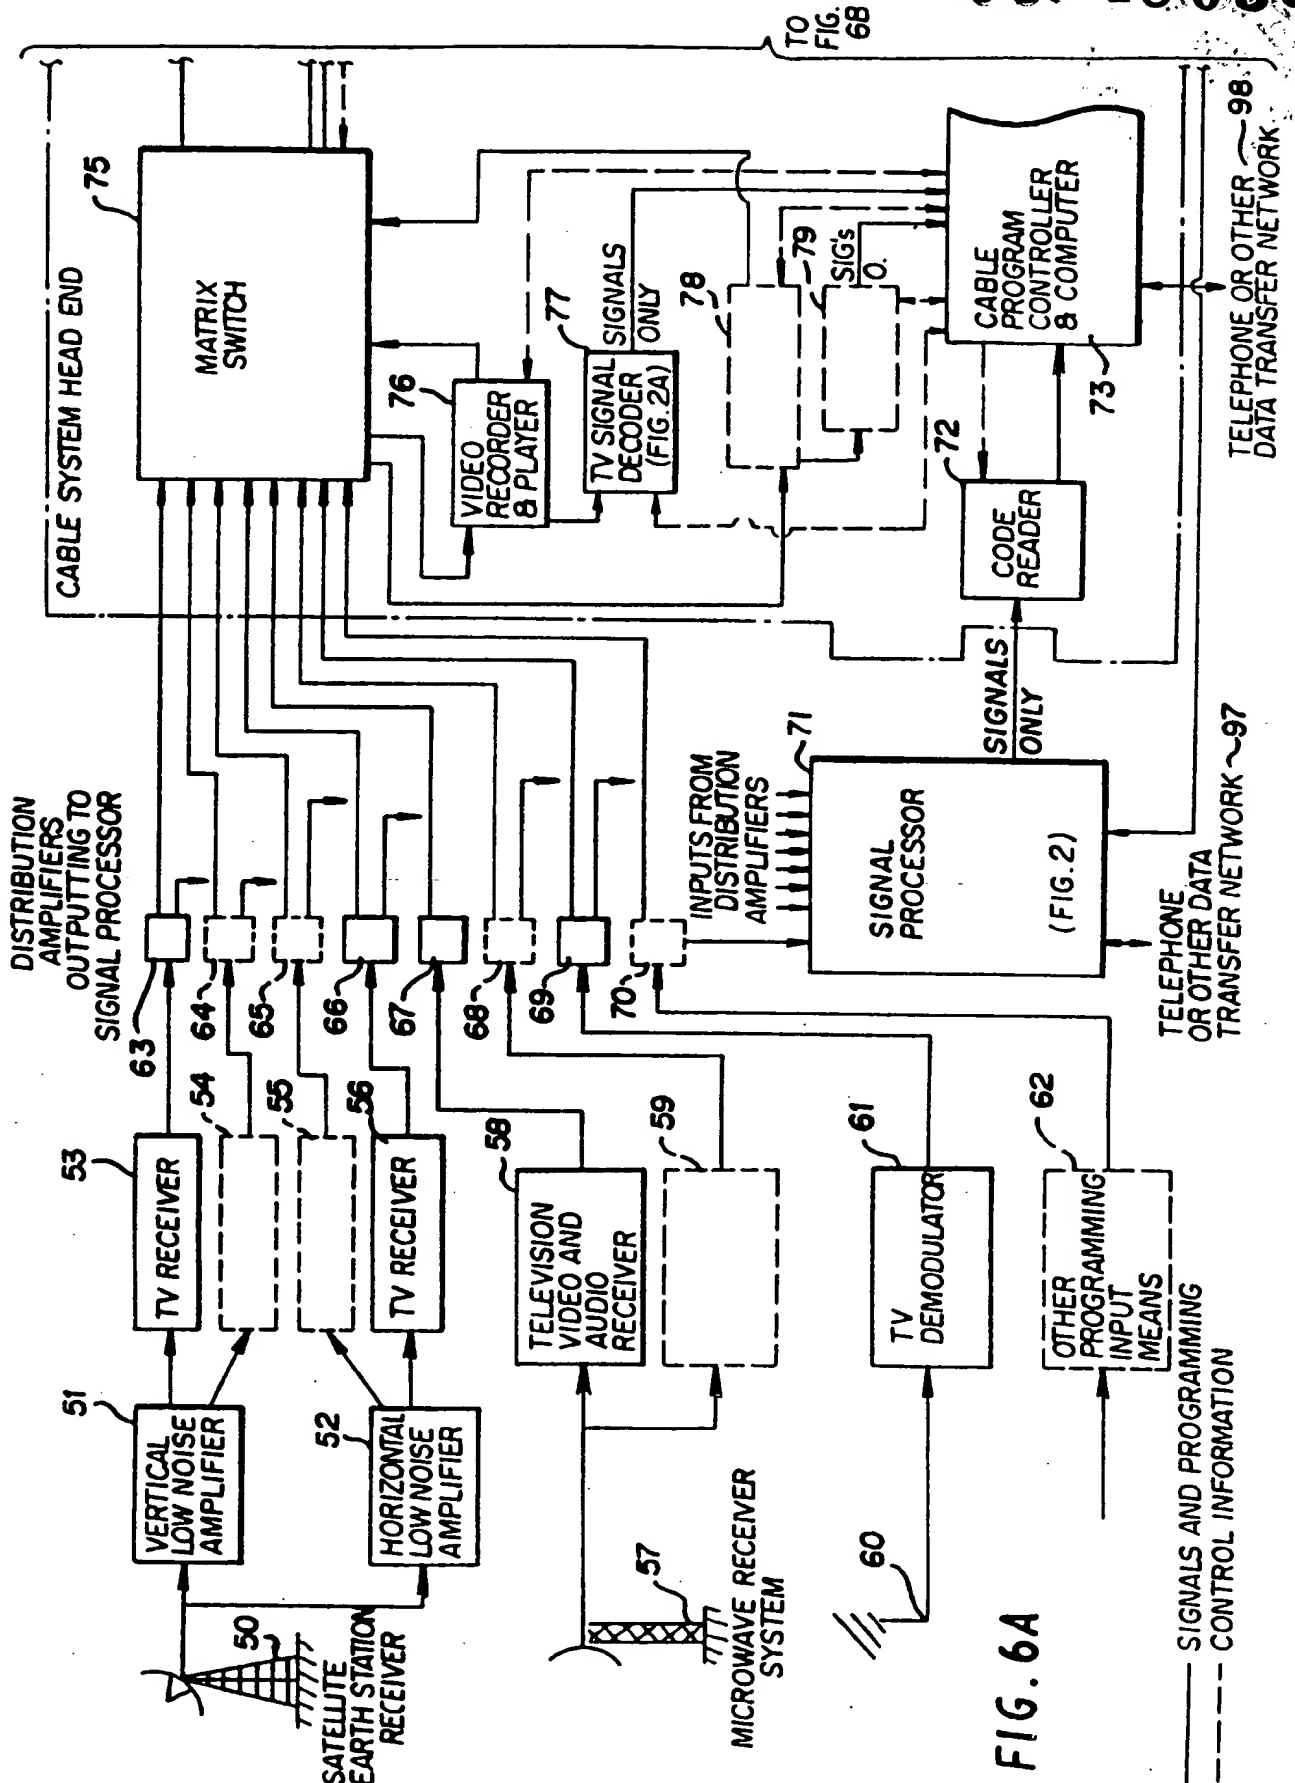 CABLE SYSTEM HEAD END
75
MATRIX
SWITCH
TO
FIG.
6B
DISTRIBUTION
AMPLIFIERS
OUTPUTTING TO
SIGNAL PROCESSOR
63
64
65
66
67
68
69
70
51
VERTICAL
LOW NOISE
AMPLIFIER
53
TV RECEIVER
54
55
56
TV RECEIVER
52
HORIZONTAL
LOW NOISE
AMPLIFIER
50
SATELLITE
EARTH STATION
RECEIVER
76
VIDEO
RECORDER
& PLAYER
77
TV SIGNAL
DECODER
(FIG. 2A)
SIGNALS
ONLY
78
79
SIG's
O.
58
TELEVISION
VIDEO AND
AUDIO
RECEIVER
59
57
MICROWAVE RECEIVER
SYSTEM
INPUTS FROM
DISTRIBUTION
AMPLIFIERS
71
SIGNAL
PROCESSOR
(FIG. 2)
SIGNALS
ONLY
72
CODE
READER
CABLE
PROGRAM
CONTROLLER
& COMPUTER
73
60
61
TV
DEMODULATOR
62
OTHER
PROGRAMMING
INPUT
MEANS
TELEPHONE
OR OTHER DATA
TRANSFER NETWORK~97
TELEPHONE OR OTHER ~98
DATA TRANSFER NETWORK.
FIG. 6A
SIGNALS AND PROGRAMMING
CONTROL INFORMATION